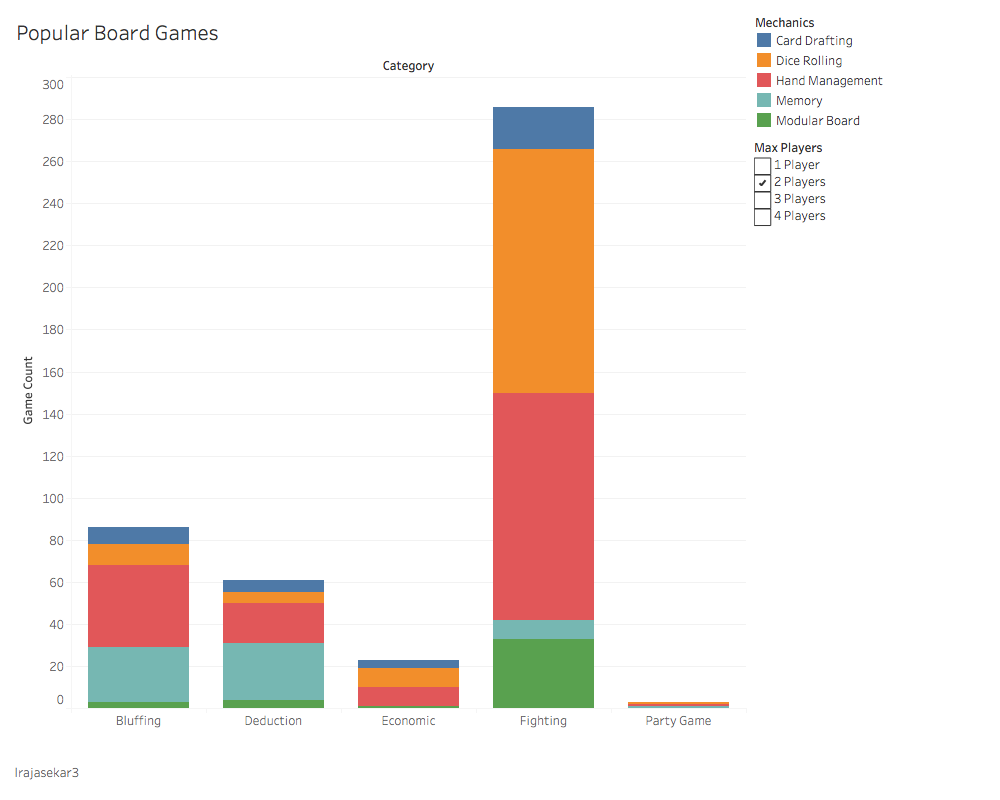 Popular Board Games
Category
Game Count
300
280
260
240
220
200
180
160
140
120
100
80
60
40
20
0
Bluffing
Deduction
Economic
Fighting
Party Game
Mechanics
Card Drafting
Dice Rolling
Hand Management
Memory
Modular Board
Max Players
1 Player
2 Players
3 Players
4 Players
lrajasekar3